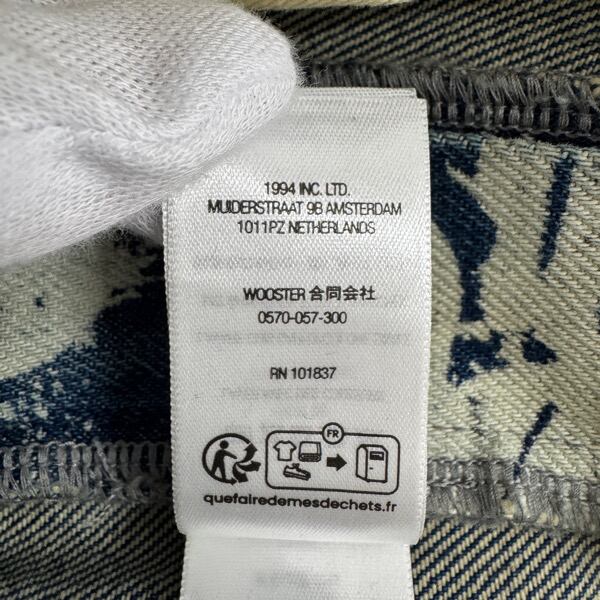 1994 INC. LTD.
MUIDERSTRAAT 9B AMSTERDAM
1011PZ NETHERLANDS
WOOSTER 合同会社
0570-057-300
RN 101837
FR
quefairedemesdechets.fr